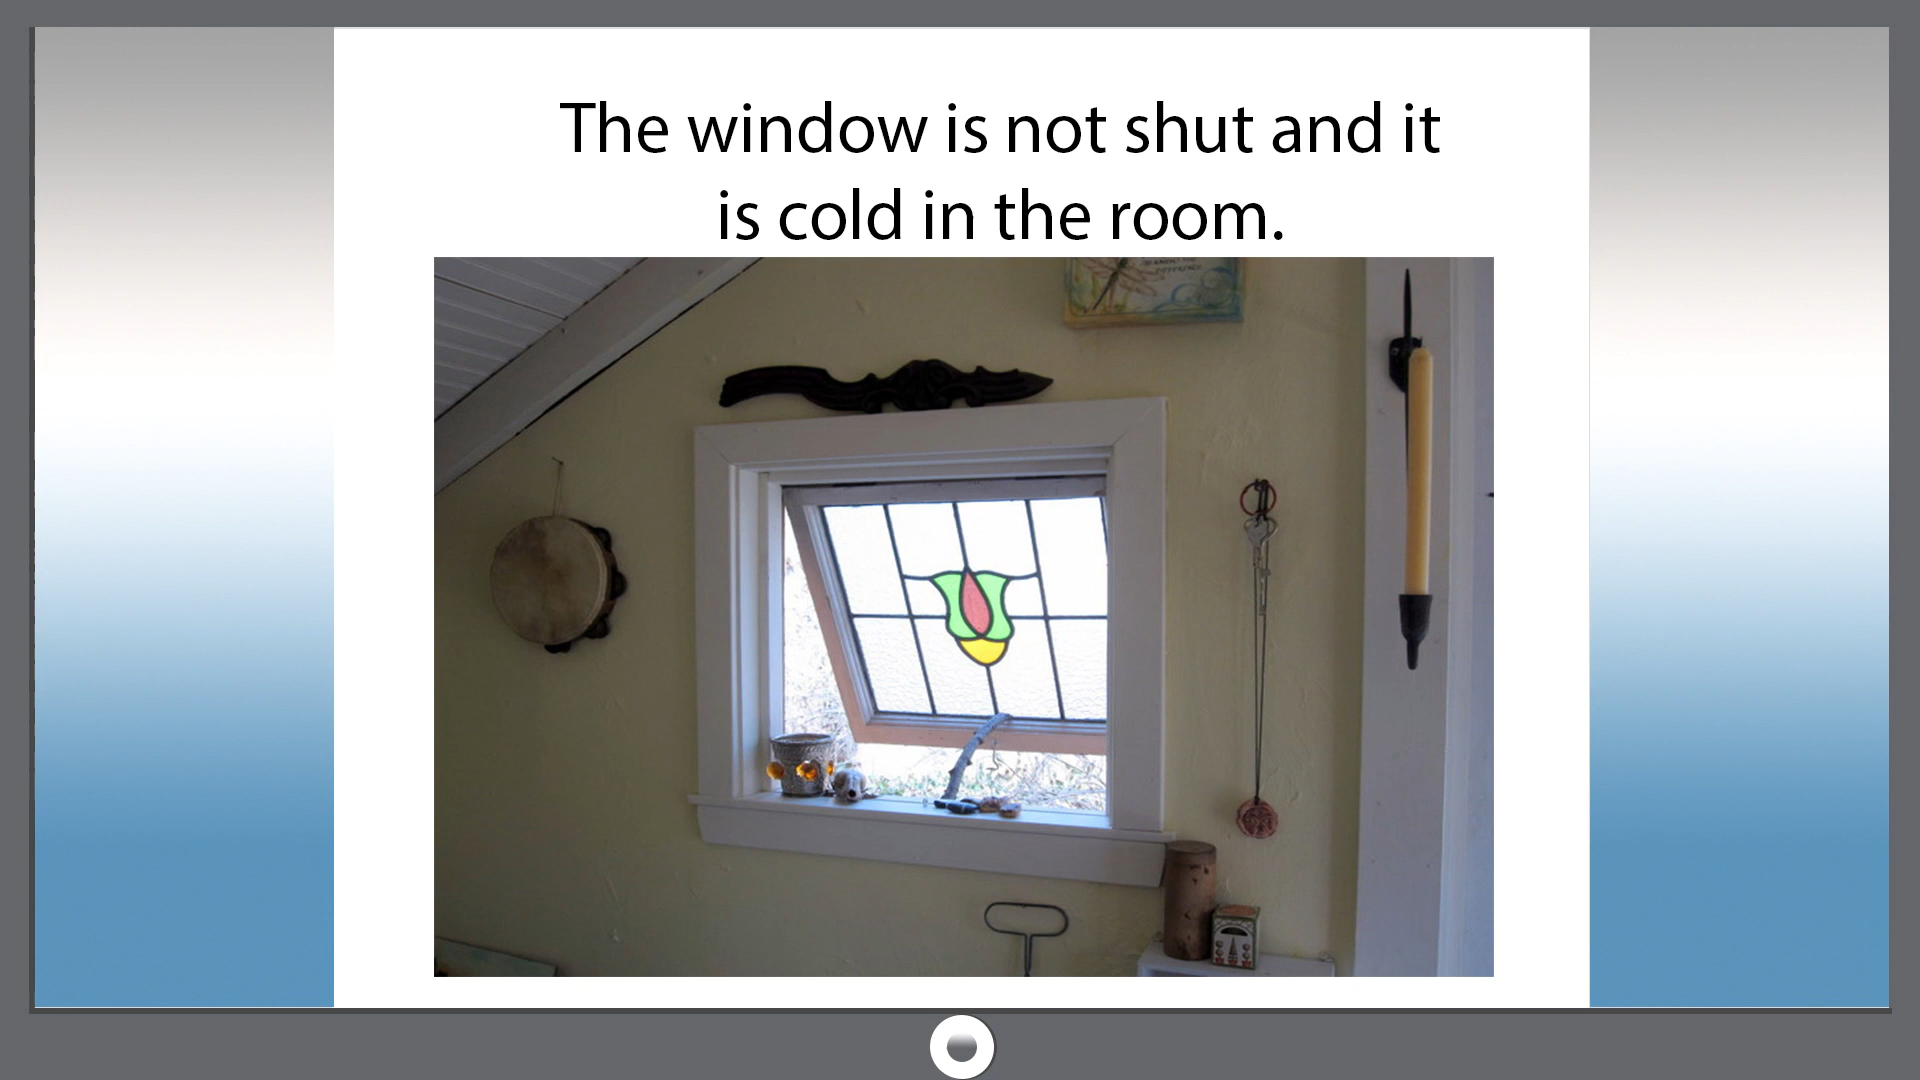 The window is not shut and it
is cold in the room.